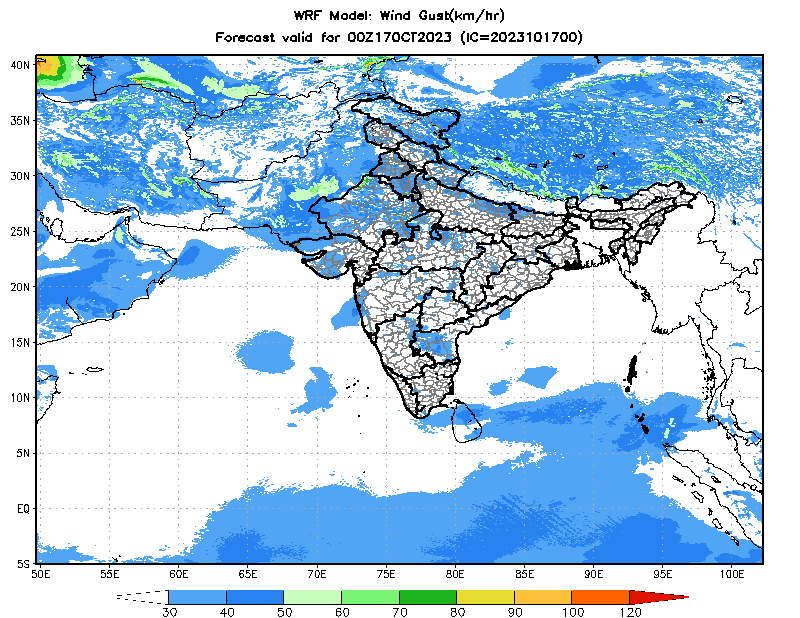 WRF Model: Wind Gust(km/hr)
Forecast valid for 00Z17OCT2023 (IC=2023101700)
40N
35N
30N
25N
20N
15N
10N
5N
EQ
5S
50E 55E 60E 65E 70E 75E 80E 85E 90E 95E 100E
30 40 50 60 70 80 90 100 120